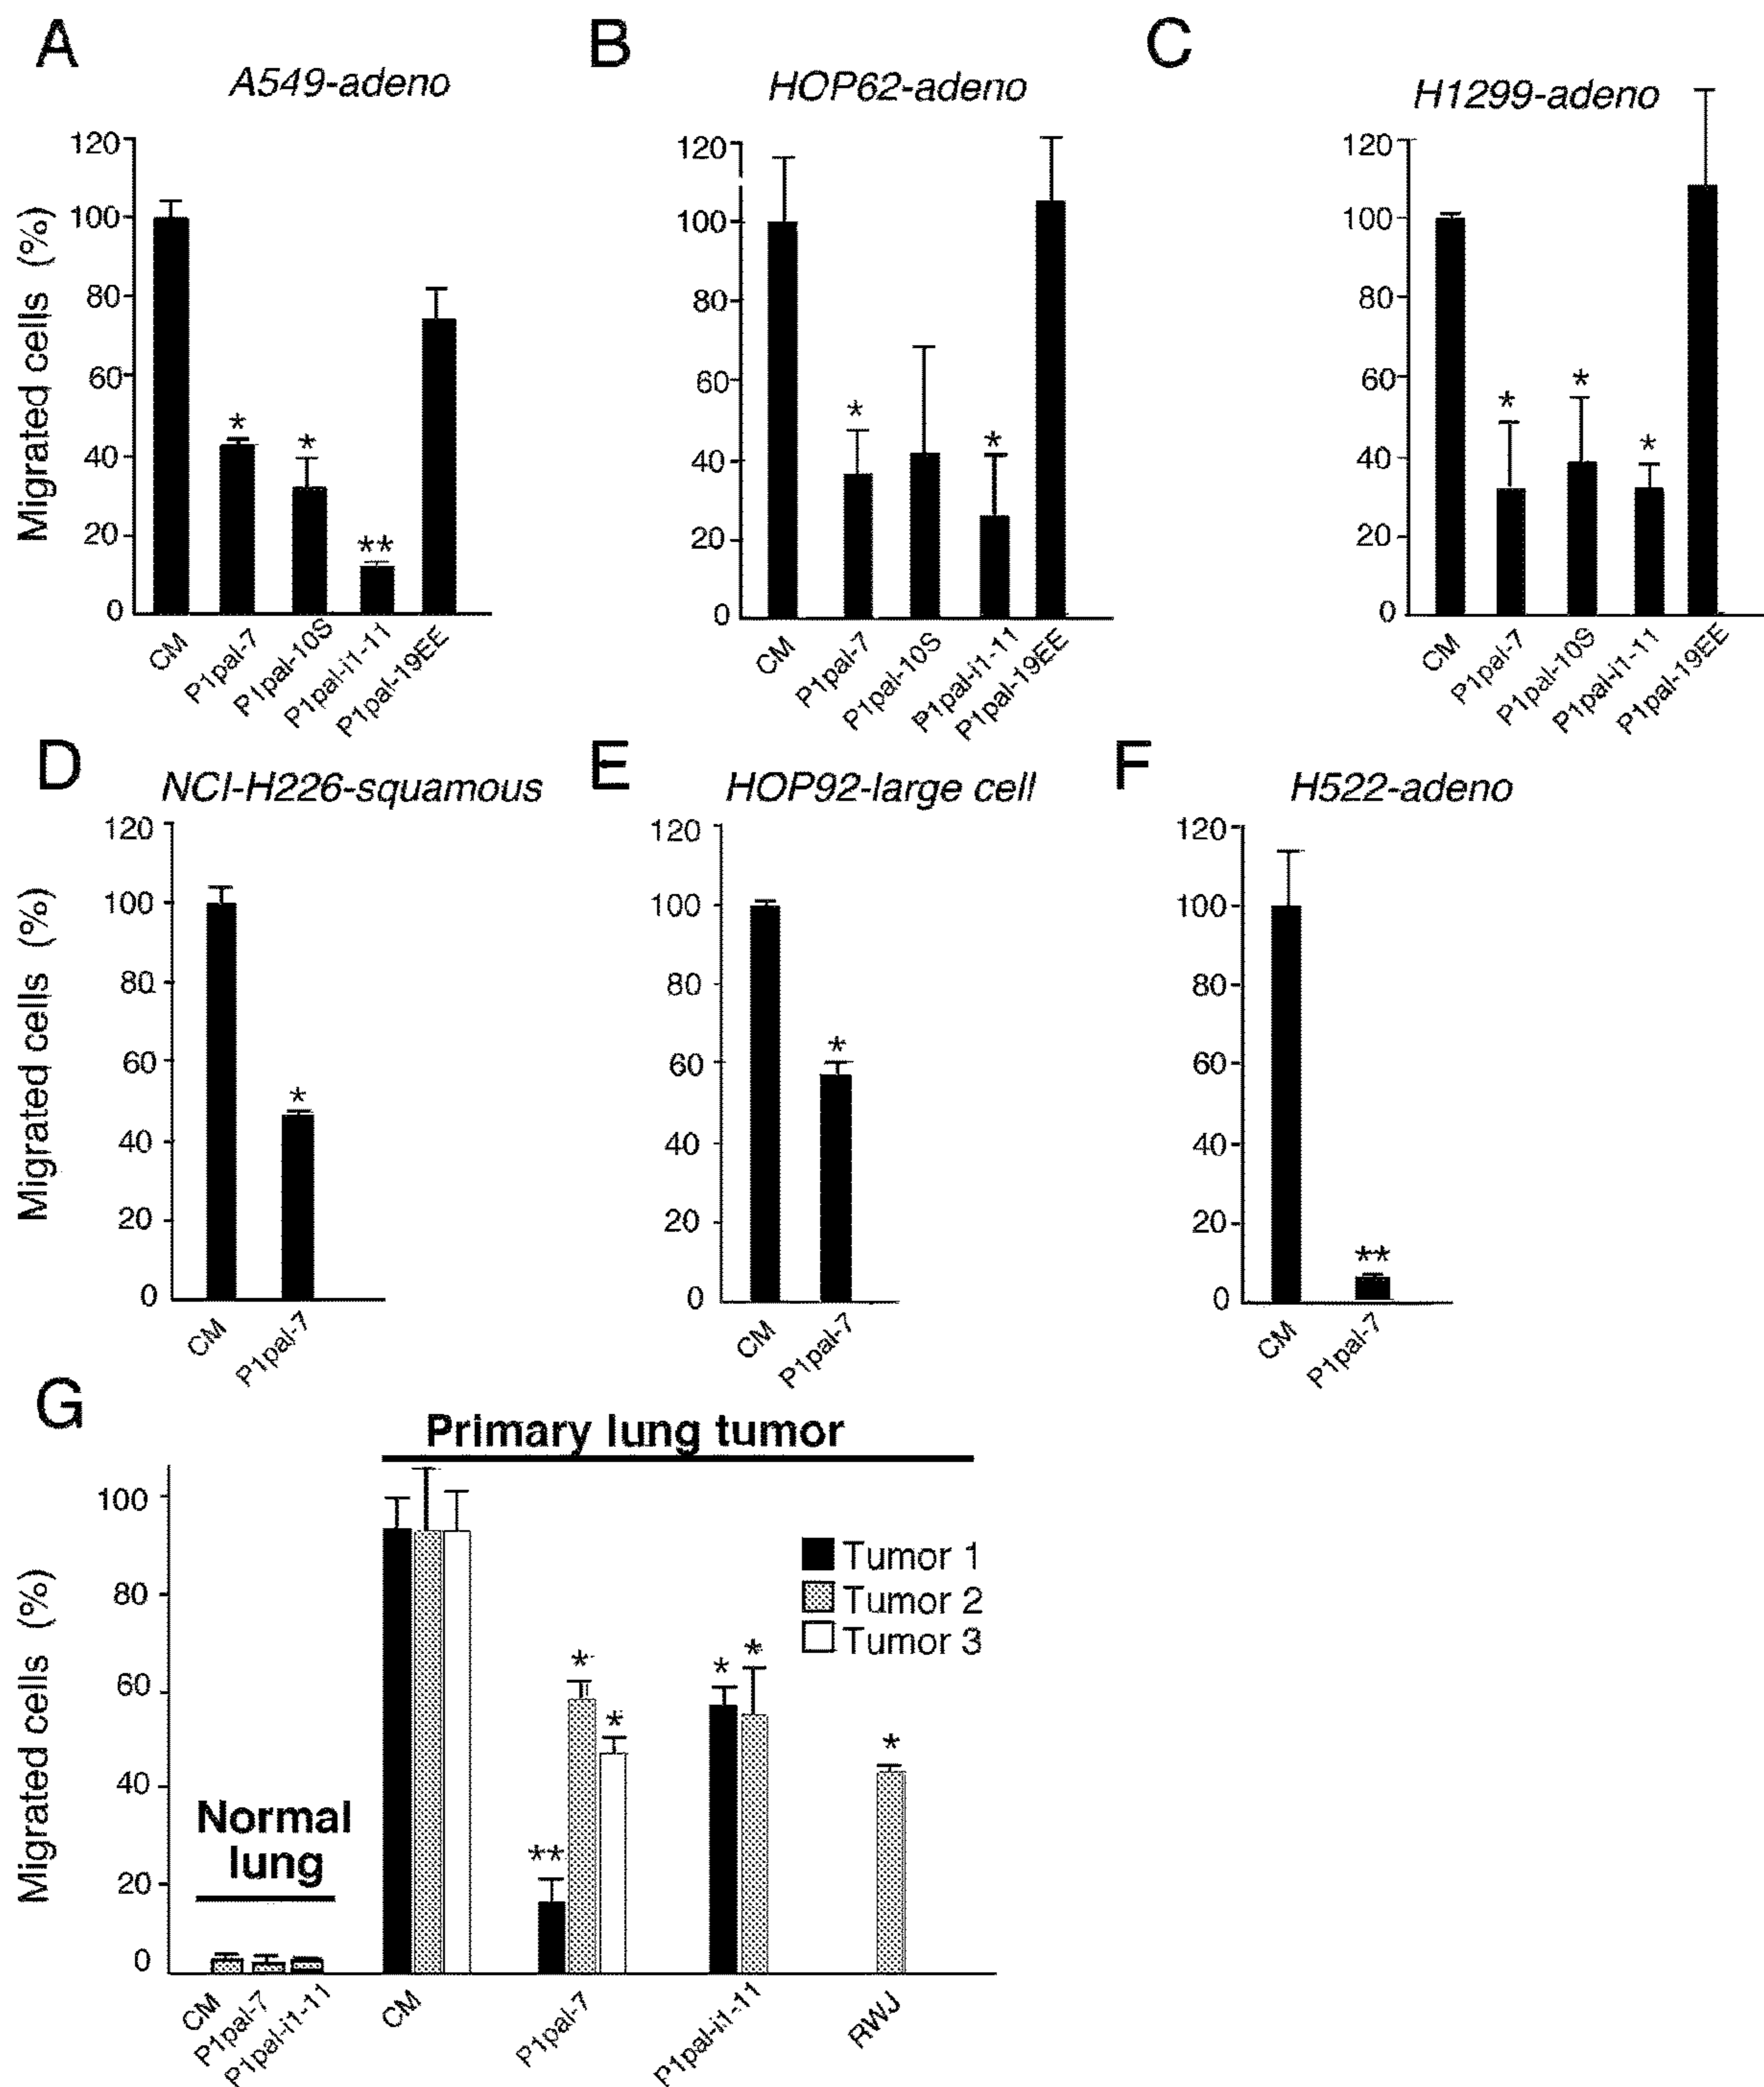 A
A549-adeno
Migrated cells (%)
120
100
80
60
40
20
0
CM
P1pal-7
P1pal-10S
P1pal-i1-11
P1pal-19EE
B
HOP62-adeno
120
100
80
60
40
20
0
CM
P1pal-7
P1pal-10S
P1pal-i1-11
P1pal-19EE
*
*
**
*
*
C
H1299-adeno
120
100
80
60
40
20
0
*
*
*
CM
P1pal-7
P1pal-10S
P1pal-i1-11
P1pal-19EE
D
NCI-H226-squamous
Migrated cells (%)
120
100
80
60
40
20
0
*
CM
P1pal-7
E
HOP92-large cell
120
100
80
60
40
20
0
*
CM
P1pal-7
F
H522-adeno
120
100
80
60
40
20
0
**
CM
P1pal-7
G
Primary lung tumor
Migrated cells (%)
100
80
60
40
20
0
Tumor 1
Tumor 2
Tumor 3
Normal
lung
**
*
*
*
*
*
CM
P1pal-7
P1pal-i1-11
CM
P1pal-7
P1pal-i1-11
RWJ